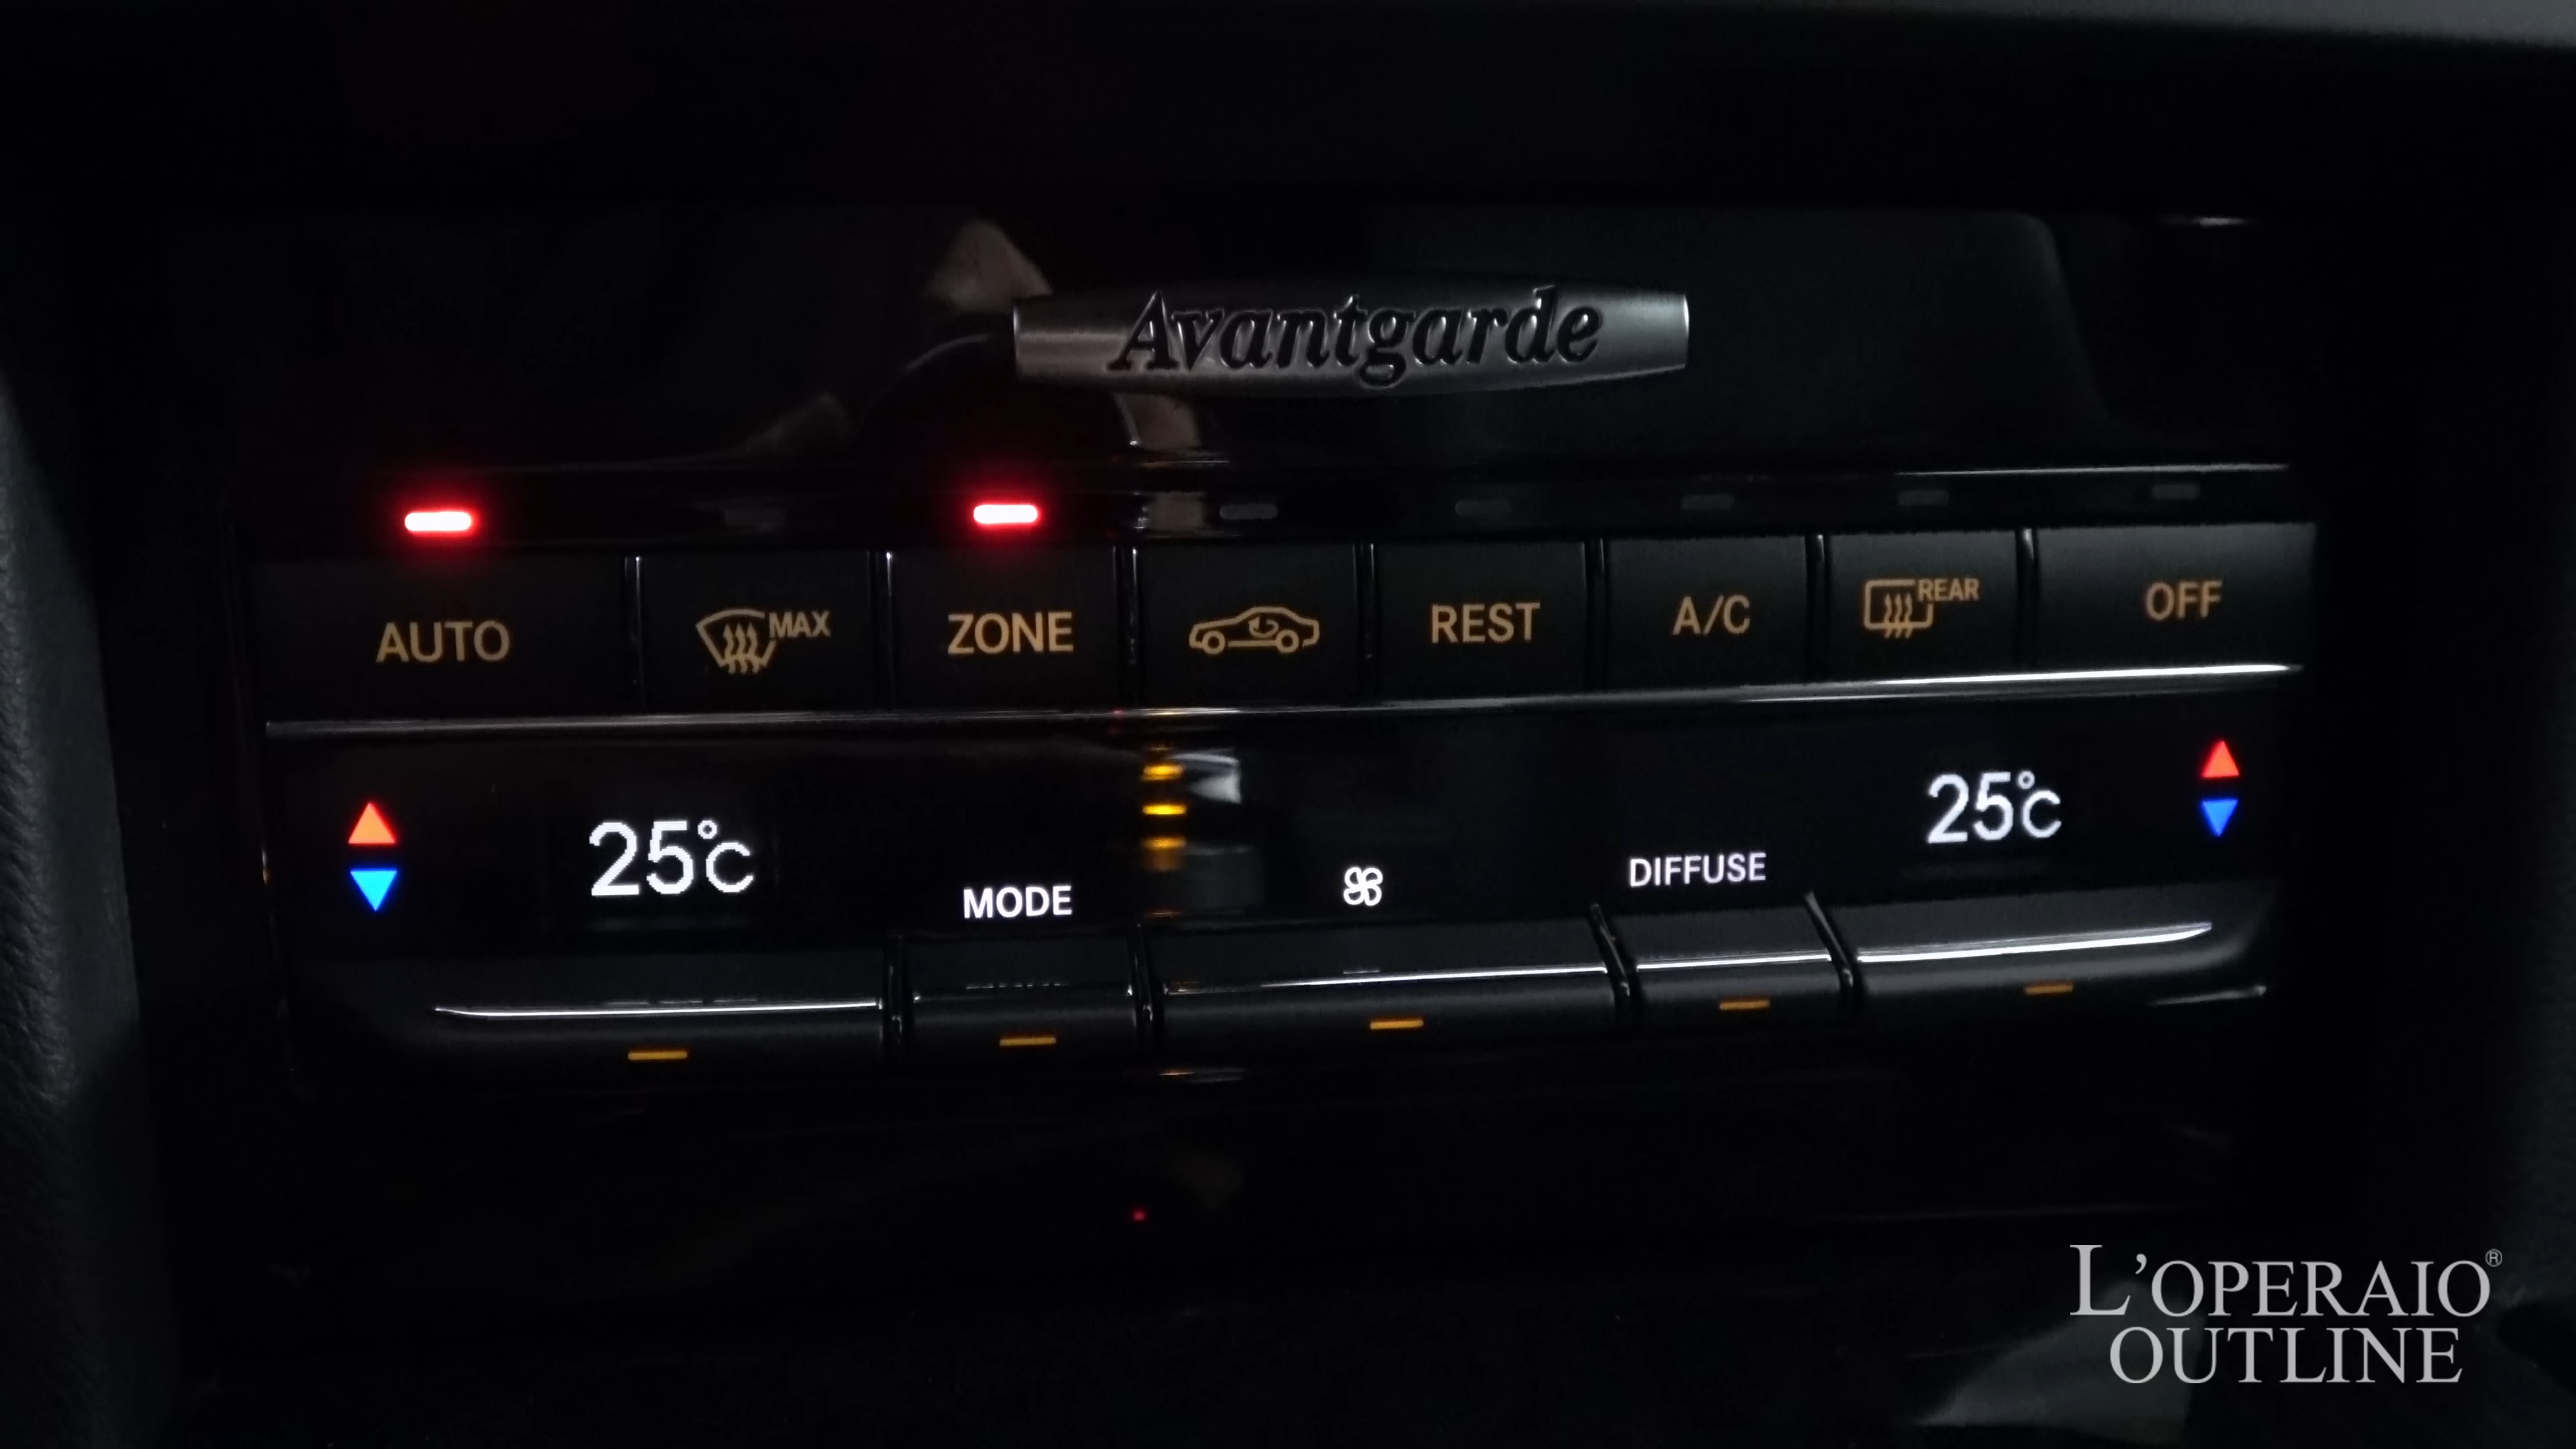 Avantgarde
AUTO MAX ZONE REST A/C REAR OFF
25°C MODE DIFFUSE 25°C
L'OPERAIO®
OUTLINE